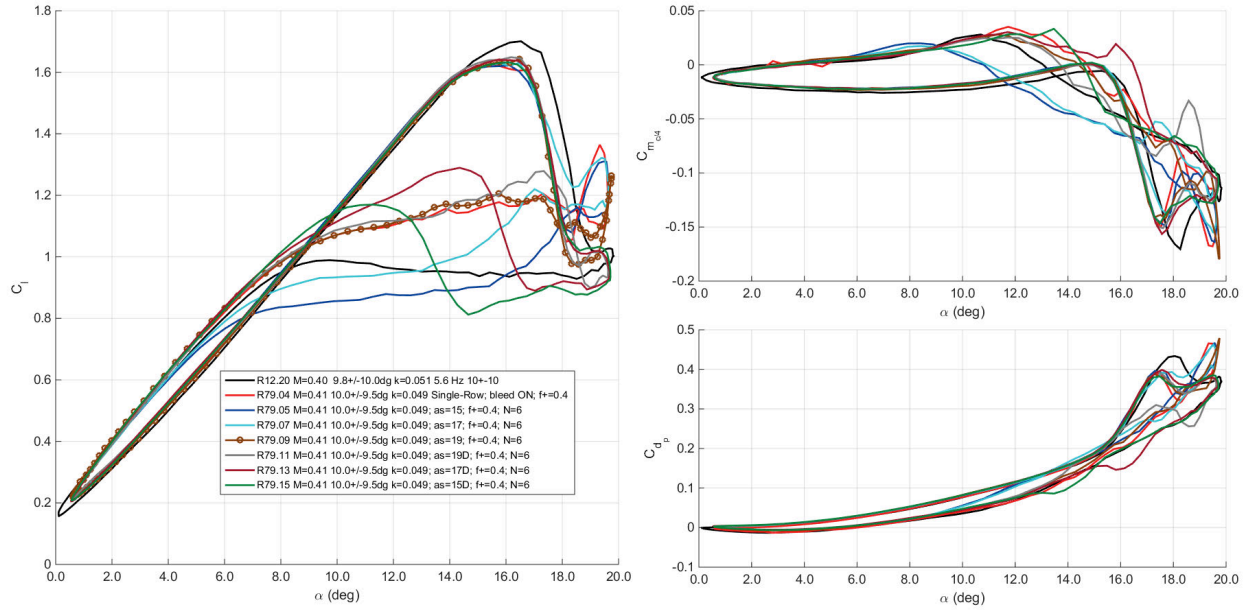 1.8
1.6
1.4
1.2
1
0.8
0.6
0.4
0.2
0
C_l
0.0 2.0 4.0 6.0 8.0 10.0 12.0 14.0 16.0 18.0 20.0
α (deg)
R12.20 M=0.40 9.8+/-10.0dg k=0.051 5.6 Hz 10+-10
R79.04 M=0.41 10.0+/-9.5dg k=0.049 Single-Row; bleed ON; f+=0.4
R79.05 M=0.41 10.0+/-9.5dg k=0.049; as=15; f+=0.4; N=6
R79.07 M=0.41 10.0+/-9.5dg k=0.049; as=17; f+=0.4; N=6
R79.09 M=0.41 10.0+/-9.5dg k=0.049; as=19; f+=0.4; N=6
R79.11 M=0.41 10.0+/-9.5dg k=0.049; as=19D; f+=0.4; N=6
R79.13 M=0.41 10.0+/-9.5dg k=0.049; as=17D; f+=0.4; N=6
R79.15 M=0.41 10.0+/-9.5dg k=0.049; as=15D; f+=0.4; N=6
0.05
0
-0.05
-0.1
-0.15
-0.2
C_m_c/4
0.0 2.0 4.0 6.0 8.0 10.0 12.0 14.0 16.0 18.0 20.0
α (deg)
0.5
0.4
0.3
0.2
0.1
0
-0.1
C_d_p
0.0 2.0 4.0 6.0 8.0 10.0 12.0 14.0 16.0 18.0 20.0
α (deg)